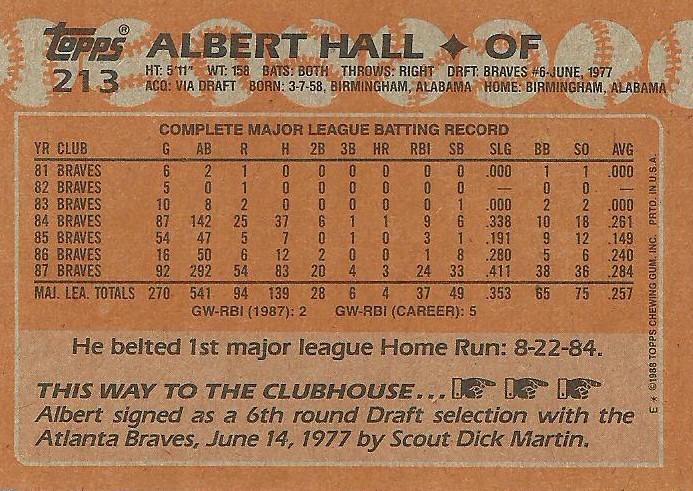 topps® ALBERT HALL ✦ OF
213
HT: 5'11" WT: 158 BATS: BOTH THROWS: RIGHT DRFT: BRAVES #6-JUNE, 1977
ACQ: VIA DRAFT BORN: 3-7-58, BIRMINGHAM, ALABAMA HOME: BIRMINGHAM, ALABAMA
COMPLETE MAJOR LEAGUE BATTING RECORD
YR CLUB G AB R H 2B 3B HR RBI SB SLG BB SO AVG
81 BRAVES 6 2 1 0 0 0 0 0 0 .000 1 1 .000
82 BRAVES 5 0 1 0 0 0 0 0 0 — 0 0 —
83 BRAVES 10 8 2 0 0 0 0 0 1 .000 2 2 .000
84 BRAVES 87 142 25 37 6 1 1 9 6 .338 10 18 .261
85 BRAVES 54 47 5 7 0 1 0 3 1 .191 9 12 .149
86 BRAVES 16 50 6 12 2 0 0 1 8 .280 5 6 .240
87 BRAVES 92 292 54 83 20 4 3 24 33 .411 38 36 .284
MAJ. LEA. TOTALS 270 541 94 139 28 6 4 37 49 .353 65 75 .257
GW-RBI (1987): 2 GW-RBI (CAREER): 5
He belted 1st major league Home Run: 8-22-84.
THIS WAY TO THE CLUBHOUSE...
Albert signed as a 6th round Draft selection with the
Atlanta Braves, June 14, 1977 by Scout Dick Martin.
E ✶ ©1988 TOPPS CHEWING GUM, INC. PRTD. IN U.S.A.